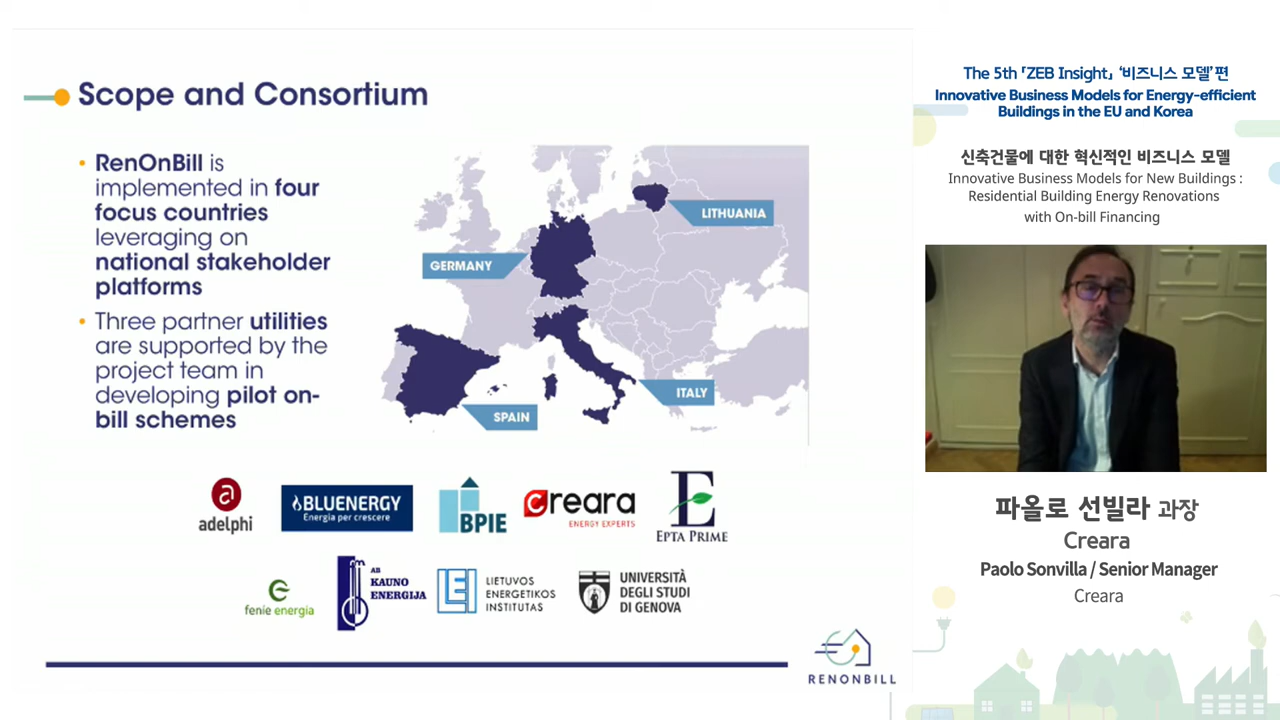 Scope and Consortium
• RenOnBill is
implemented in four
focus countries
leveraging on
national stakeholder
platforms
• Three partner utilities
are supported by the
project team in
developing pilot on-
bill schemes
LITHUANIA
GERMANY
ITALY
SPAIN
adelphi
BLUENERGY
Energia per crescere
BPIE
creara
ENERGY EXPERTS
E
EPTA PRIME
fenie energia
AB
KAUNO
ENERGIJA
LEI
LIETUVOS
ENERGETIKOS
INSTITUTAS
UNIVERSITÀ
DEGLI STUDI
DI GENOVA
RENONBILL
The 5th 「ZEB Insight」 '비즈니스 모델' 편
Innovative Business Models for Energy-efficient
Buildings in the EU and Korea
신축건물에 대한 혁신적인 비즈니스 모델
Innovative Business Models for New Buildings :
Residential Building Energy Renovations
with On-bill Financing
파올로 선빌라 과장
Creara
Paolo Sonvilla / Senior Manager
Creara